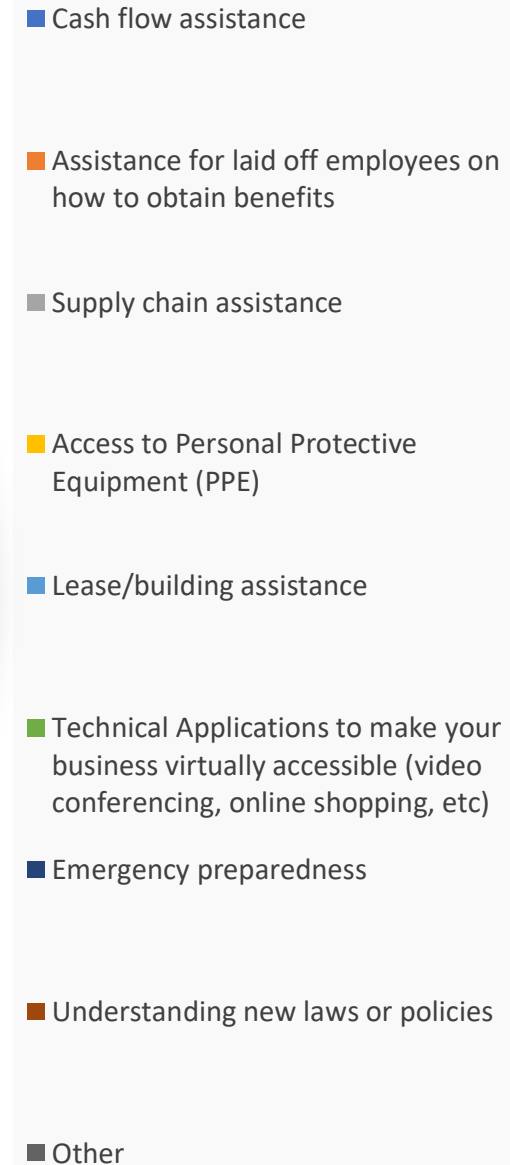 Cash flow assistance
Assistance for laid off employees on
how to obtain benefits
Supply chain assistance
Access to Personal Protective
Equipment (PPE)
Lease/building assistance
Technical Applications to make your
business virtually accessible (video
conferencing, online shopping, etc)
Emergency preparedness
Understanding new laws or policies
Other